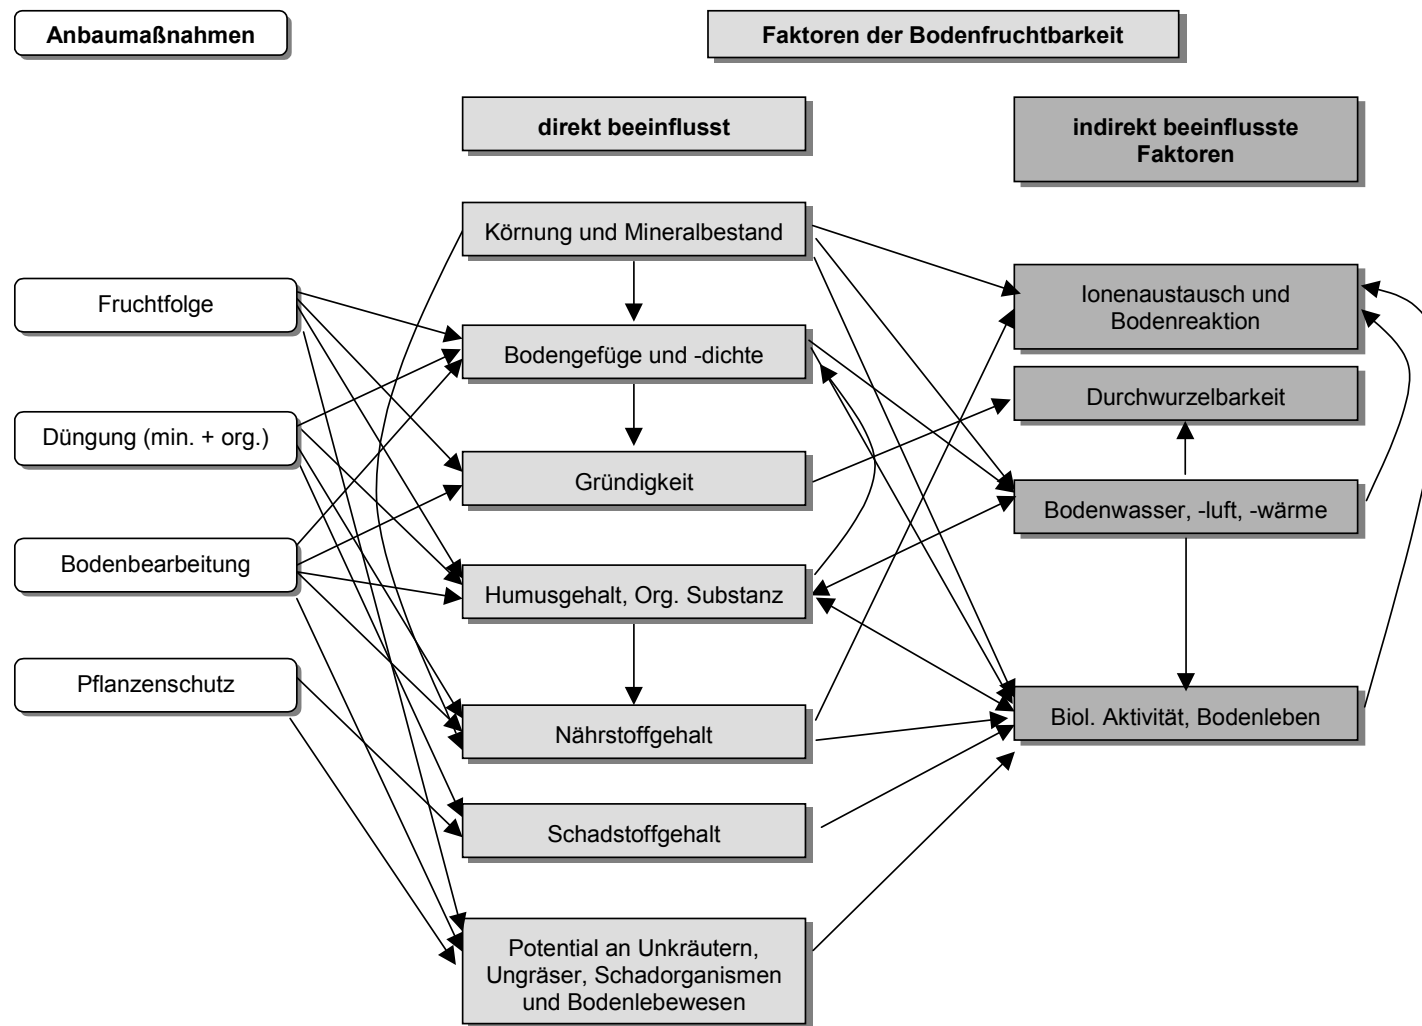 Anbaumaßnahmen
Faktoren der Bodenfruchtbarkeit
direkt beeinflusst
indirekt beeinflusste
Faktoren
Fruchtfolge
Düngung (min. + org.)
Bodenbearbeitung
Pflanzenschutz
Körnung und Mineralbestand
Bodengefüge und -dichte
Gründigkeit
Humusgehalt, Org. Substanz
Nährstoffgehalt
Schadstoffgehalt
Potential an Unkräutern,
Ungräser, Schadorganismen
und Bodenlebewesen
Ionenaustausch und
Bodenreaktion
Durchwurzelbarkeit
Bodenwasser, -luft, -wärme
Biol. Aktivität, Bodenleben